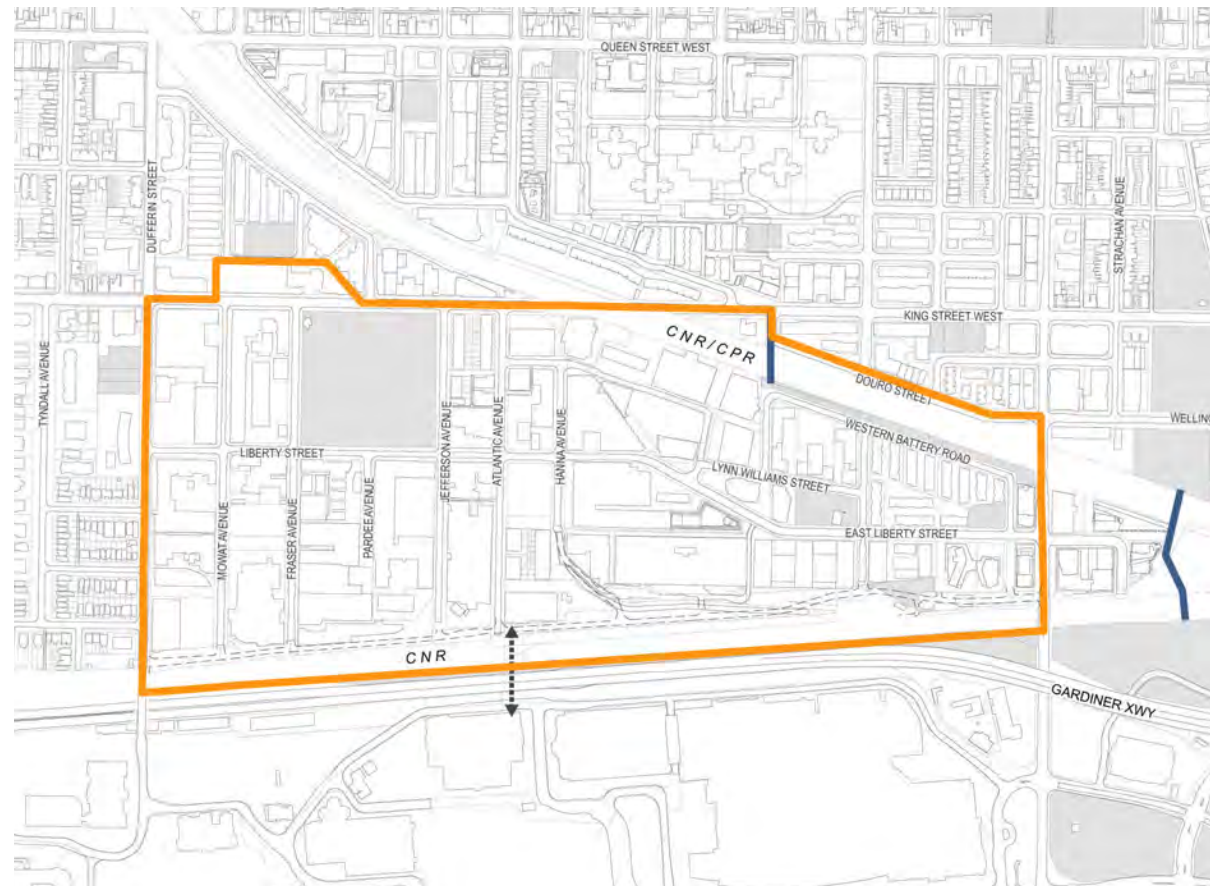 QUEEN STREET WEST
DUFFERIN STREET
STRACHAN AVENUE
KING STREET WEST
CNR/CPR
TYNDALL AVENUE
DOURO STREET
WELLING
JEFFERSON AVENUE
ATLANTIC AVENUE
HANNA AVENUE
WESTERN BATTERY ROAD
LIBERTY STREET
LYNN WILLIAMS STREET
MOWAT AVENUE
FRASER AVENUE
PARDEE AVENUE
EAST LIBERTY STREET
CNR
GARDINER XWY